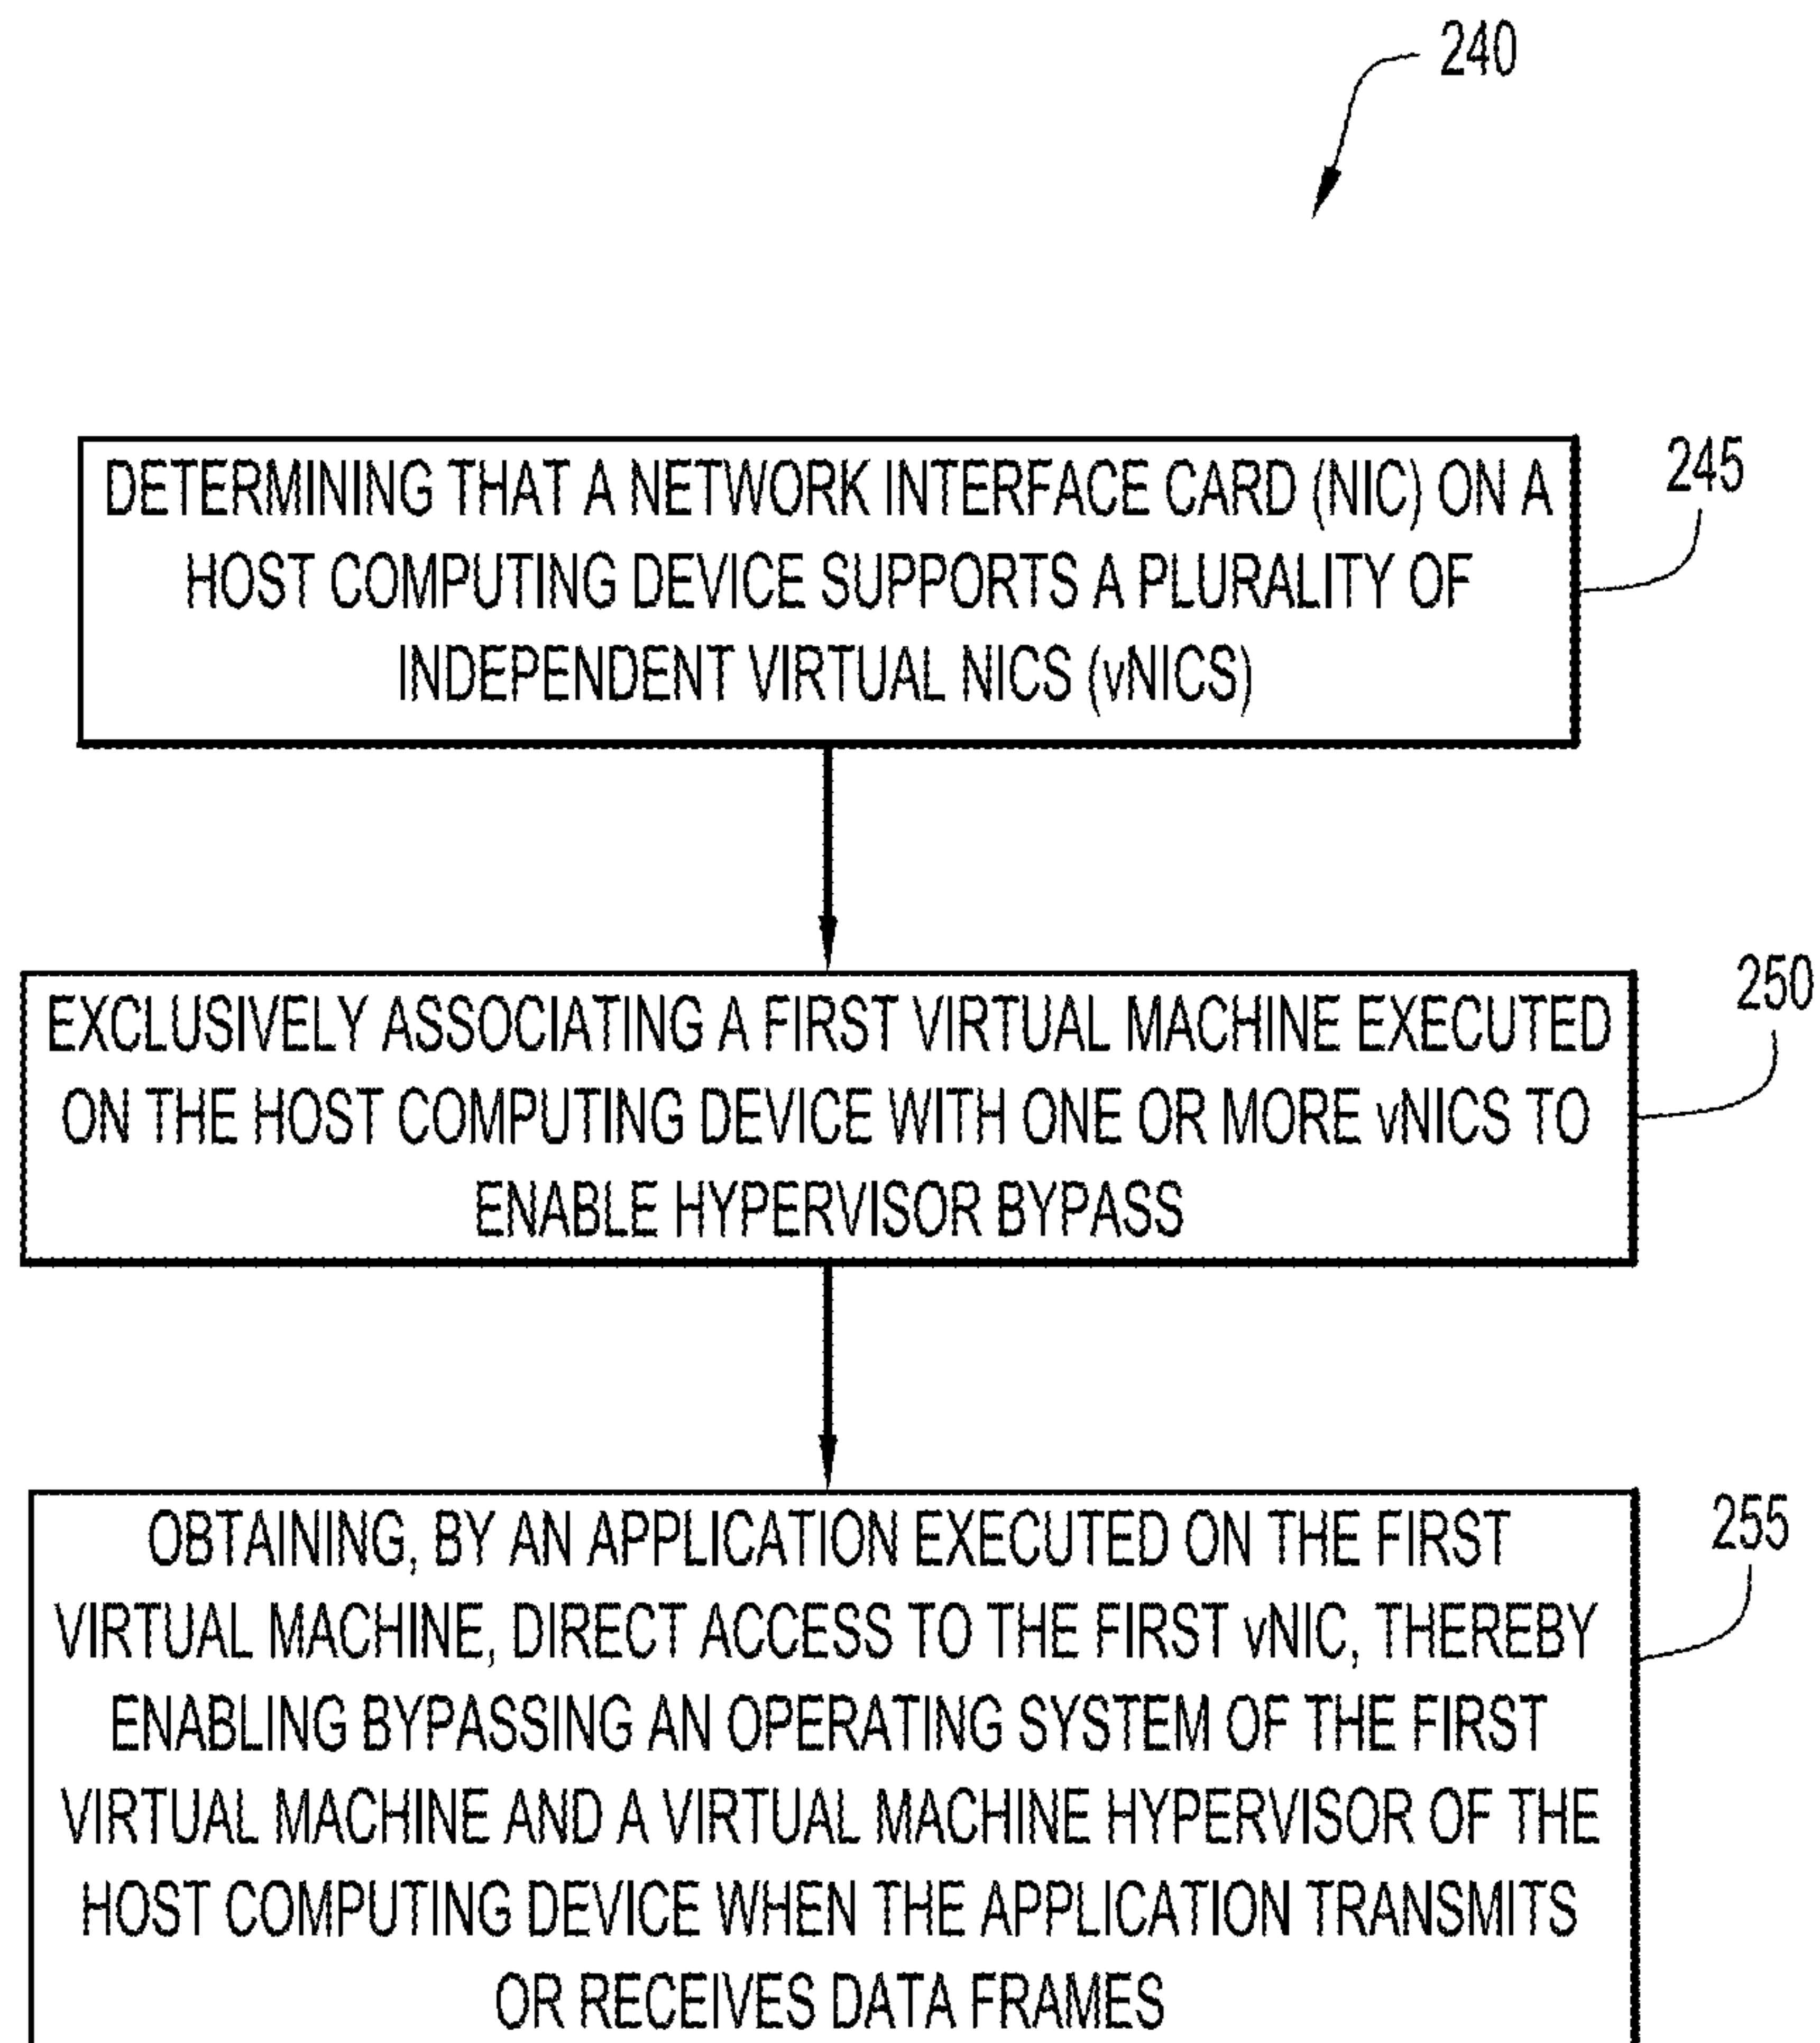 240
DETERMINING THAT A NETWORK INTERFACE CARD (NIC) ON A
HOST COMPUTING DEVICE SUPPORTS A PLURALITY OF
INDEPENDENT VIRTUAL NICS (vNICS)
245
EXCLUSIVELY ASSOCIATING A FIRST VIRTUAL MACHINE EXECUTED
ON THE HOST COMPUTING DEVICE WITH ONE OR MORE vNICS TO
ENABLE HYPERVISOR BYPASS
250
OBTAINING, BY AN APPLICATION EXECUTED ON THE FIRST
VIRTUAL MACHINE, DIRECT ACCESS TO THE FIRST vNIC, THEREBY
ENABLING BYPASSING AN OPERATING SYSTEM OF THE FIRST
VIRTUAL MACHINE AND A VIRTUAL MACHINE HYPERVISOR OF THE
HOST COMPUTING DEVICE WHEN THE APPLICATION TRANSMITS
OR RECEIVES DATA FRAMES
255